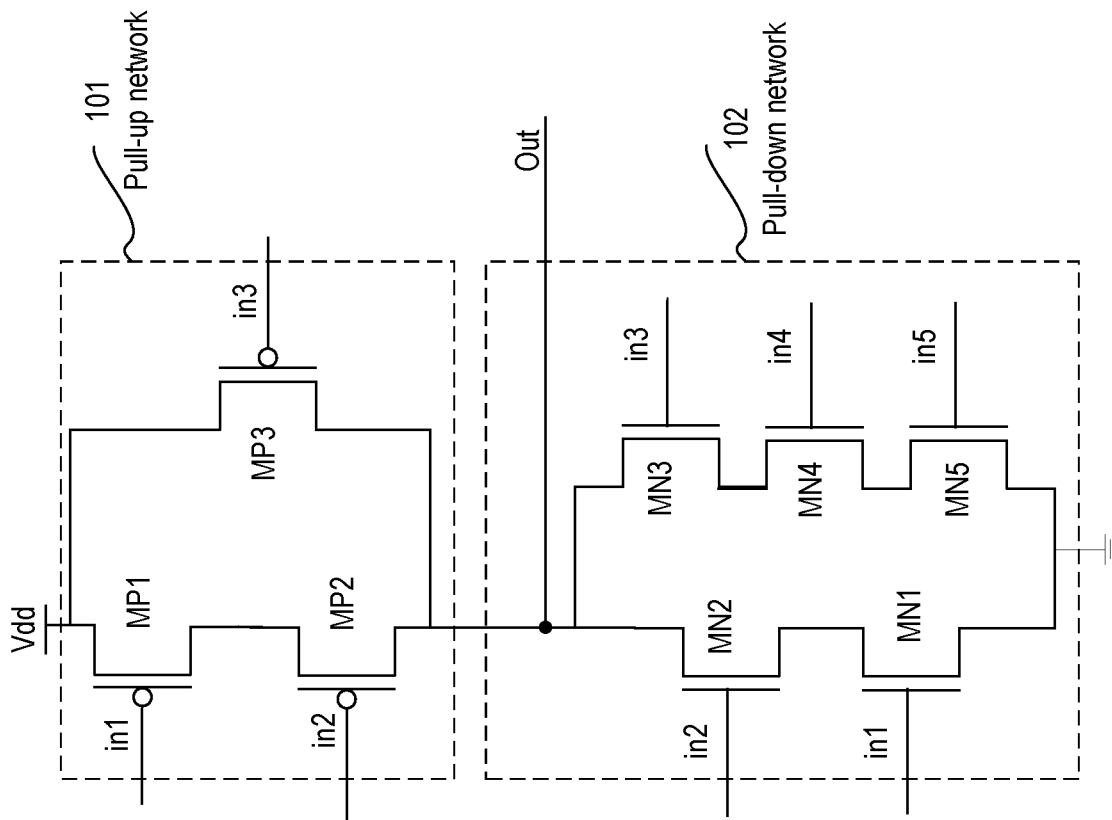 101
Pull-up network
Vdd
in1
MP1
in2
MP2
MP3
in3
Out
102
Pull-down network
in2
MN2
in1
MN1
MN3
in3
MN4
in4
MN5
in5